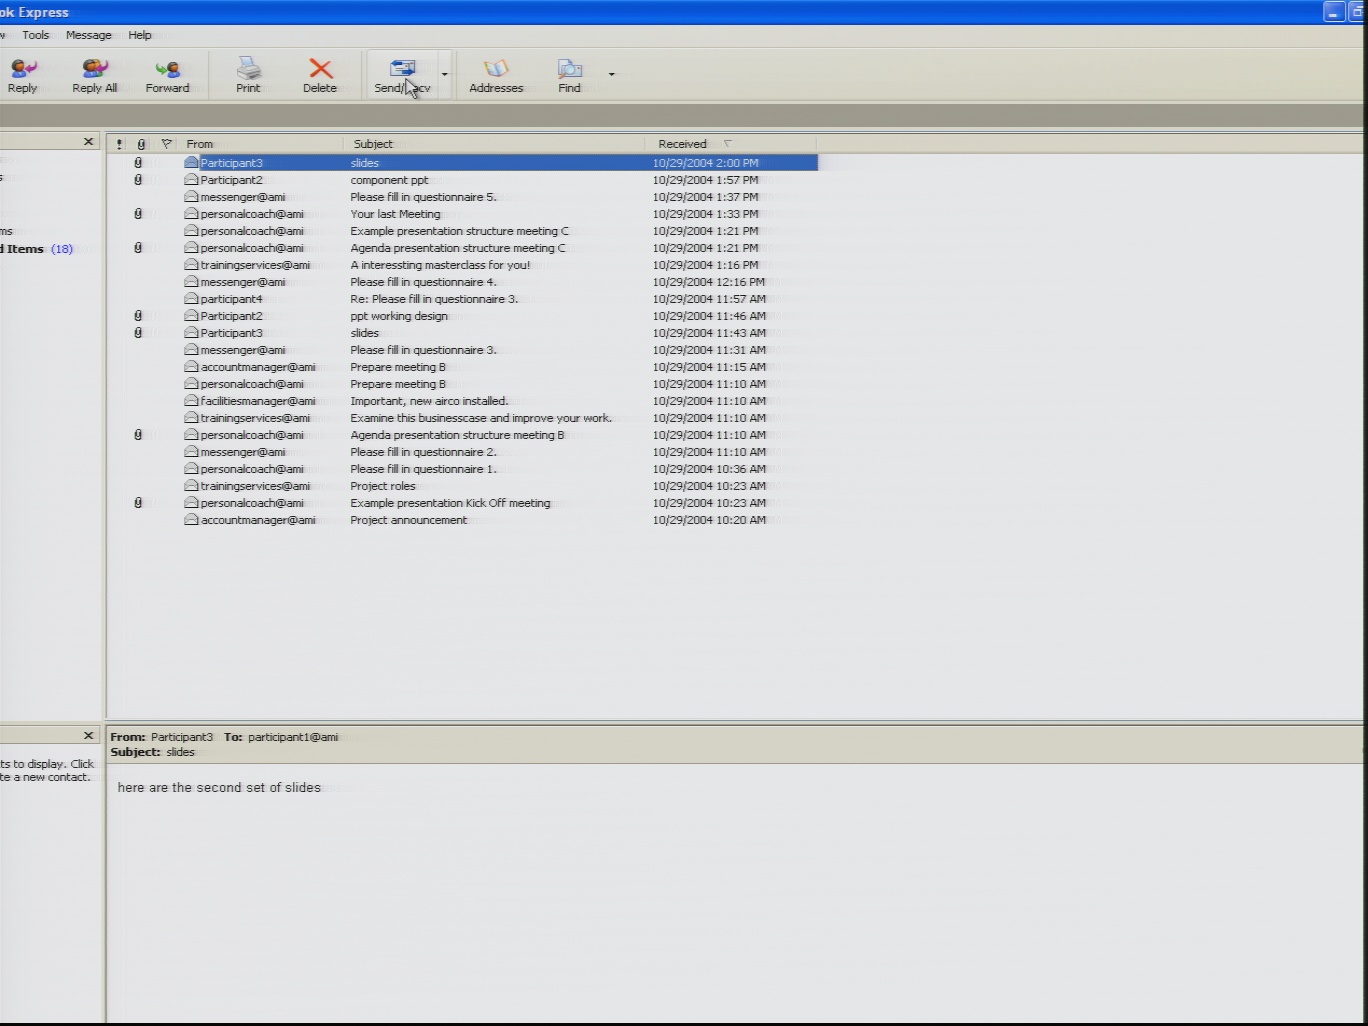 ok Express
Tools Message Help
Reply Reply All Forward Print Delete Send/ cv Addresses Find
! From Subject Received
Participant3 slides 10/29/2004 2:00 PM
Participant2 component ppt 10/29/2004 1:57 PM
messenger@ami Please fill in questionnaire 5. 10/29/2004 1:37 PM
personalcoach@ami Your last Meeting 10/29/2004 1:33 PM
personalcoach@ami Example presentation structure meeting C 10/29/2004 1:21 PM
personalcoach@ami Agenda presentation structure meeting C 10/29/2004 1:21 PM
trainingservices@ami A interessting masterclass for you! 10/29/2004 1:16 PM
messenger@ami Please fill in questionnaire 4. 10/29/2004 12:16 PM
participant4 Re: Please fill in questionnaire 3. 10/29/2004 11:57 AM
Participant2 ppt working design 10/29/2004 11:46 AM
Participant3 slides 10/29/2004 11:43 AM
messenger@ami Please fill in questionnaire 3. 10/29/2004 11:31 AM
accountmanager@ami Prepare meeting B 10/29/2004 11:15 AM
personalcoach@ami Prepare meeting B 10/29/2004 11:10 AM
facilitiesmanager@ami Important, new airco installed. 10/29/2004 11:10 AM
trainingservices@ami Examine this businesscase and improve your work. 10/29/2004 11:10 AM
personalcoach@ami Agenda presentation structure meeting B 10/29/2004 11:10 AM
messenger@ami Please fill in questionnaire 2. 10/29/2004 11:10 AM
personalcoach@ami Please fill in questionnaire 1. 10/29/2004 10:36 AM
trainingservices@ami Project roles 10/29/2004 10:23 AM
personalcoach@ami Example presentation Kick Off meeting 10/29/2004 10:23 AM
accountmanager@ami Project announcement 10/29/2004 10:20 AM
ms
d Items (18)
ts to display. Click
te a new contact.
From: Participant3 To: participant1@ami
Subject: slides
here are the second set of slides